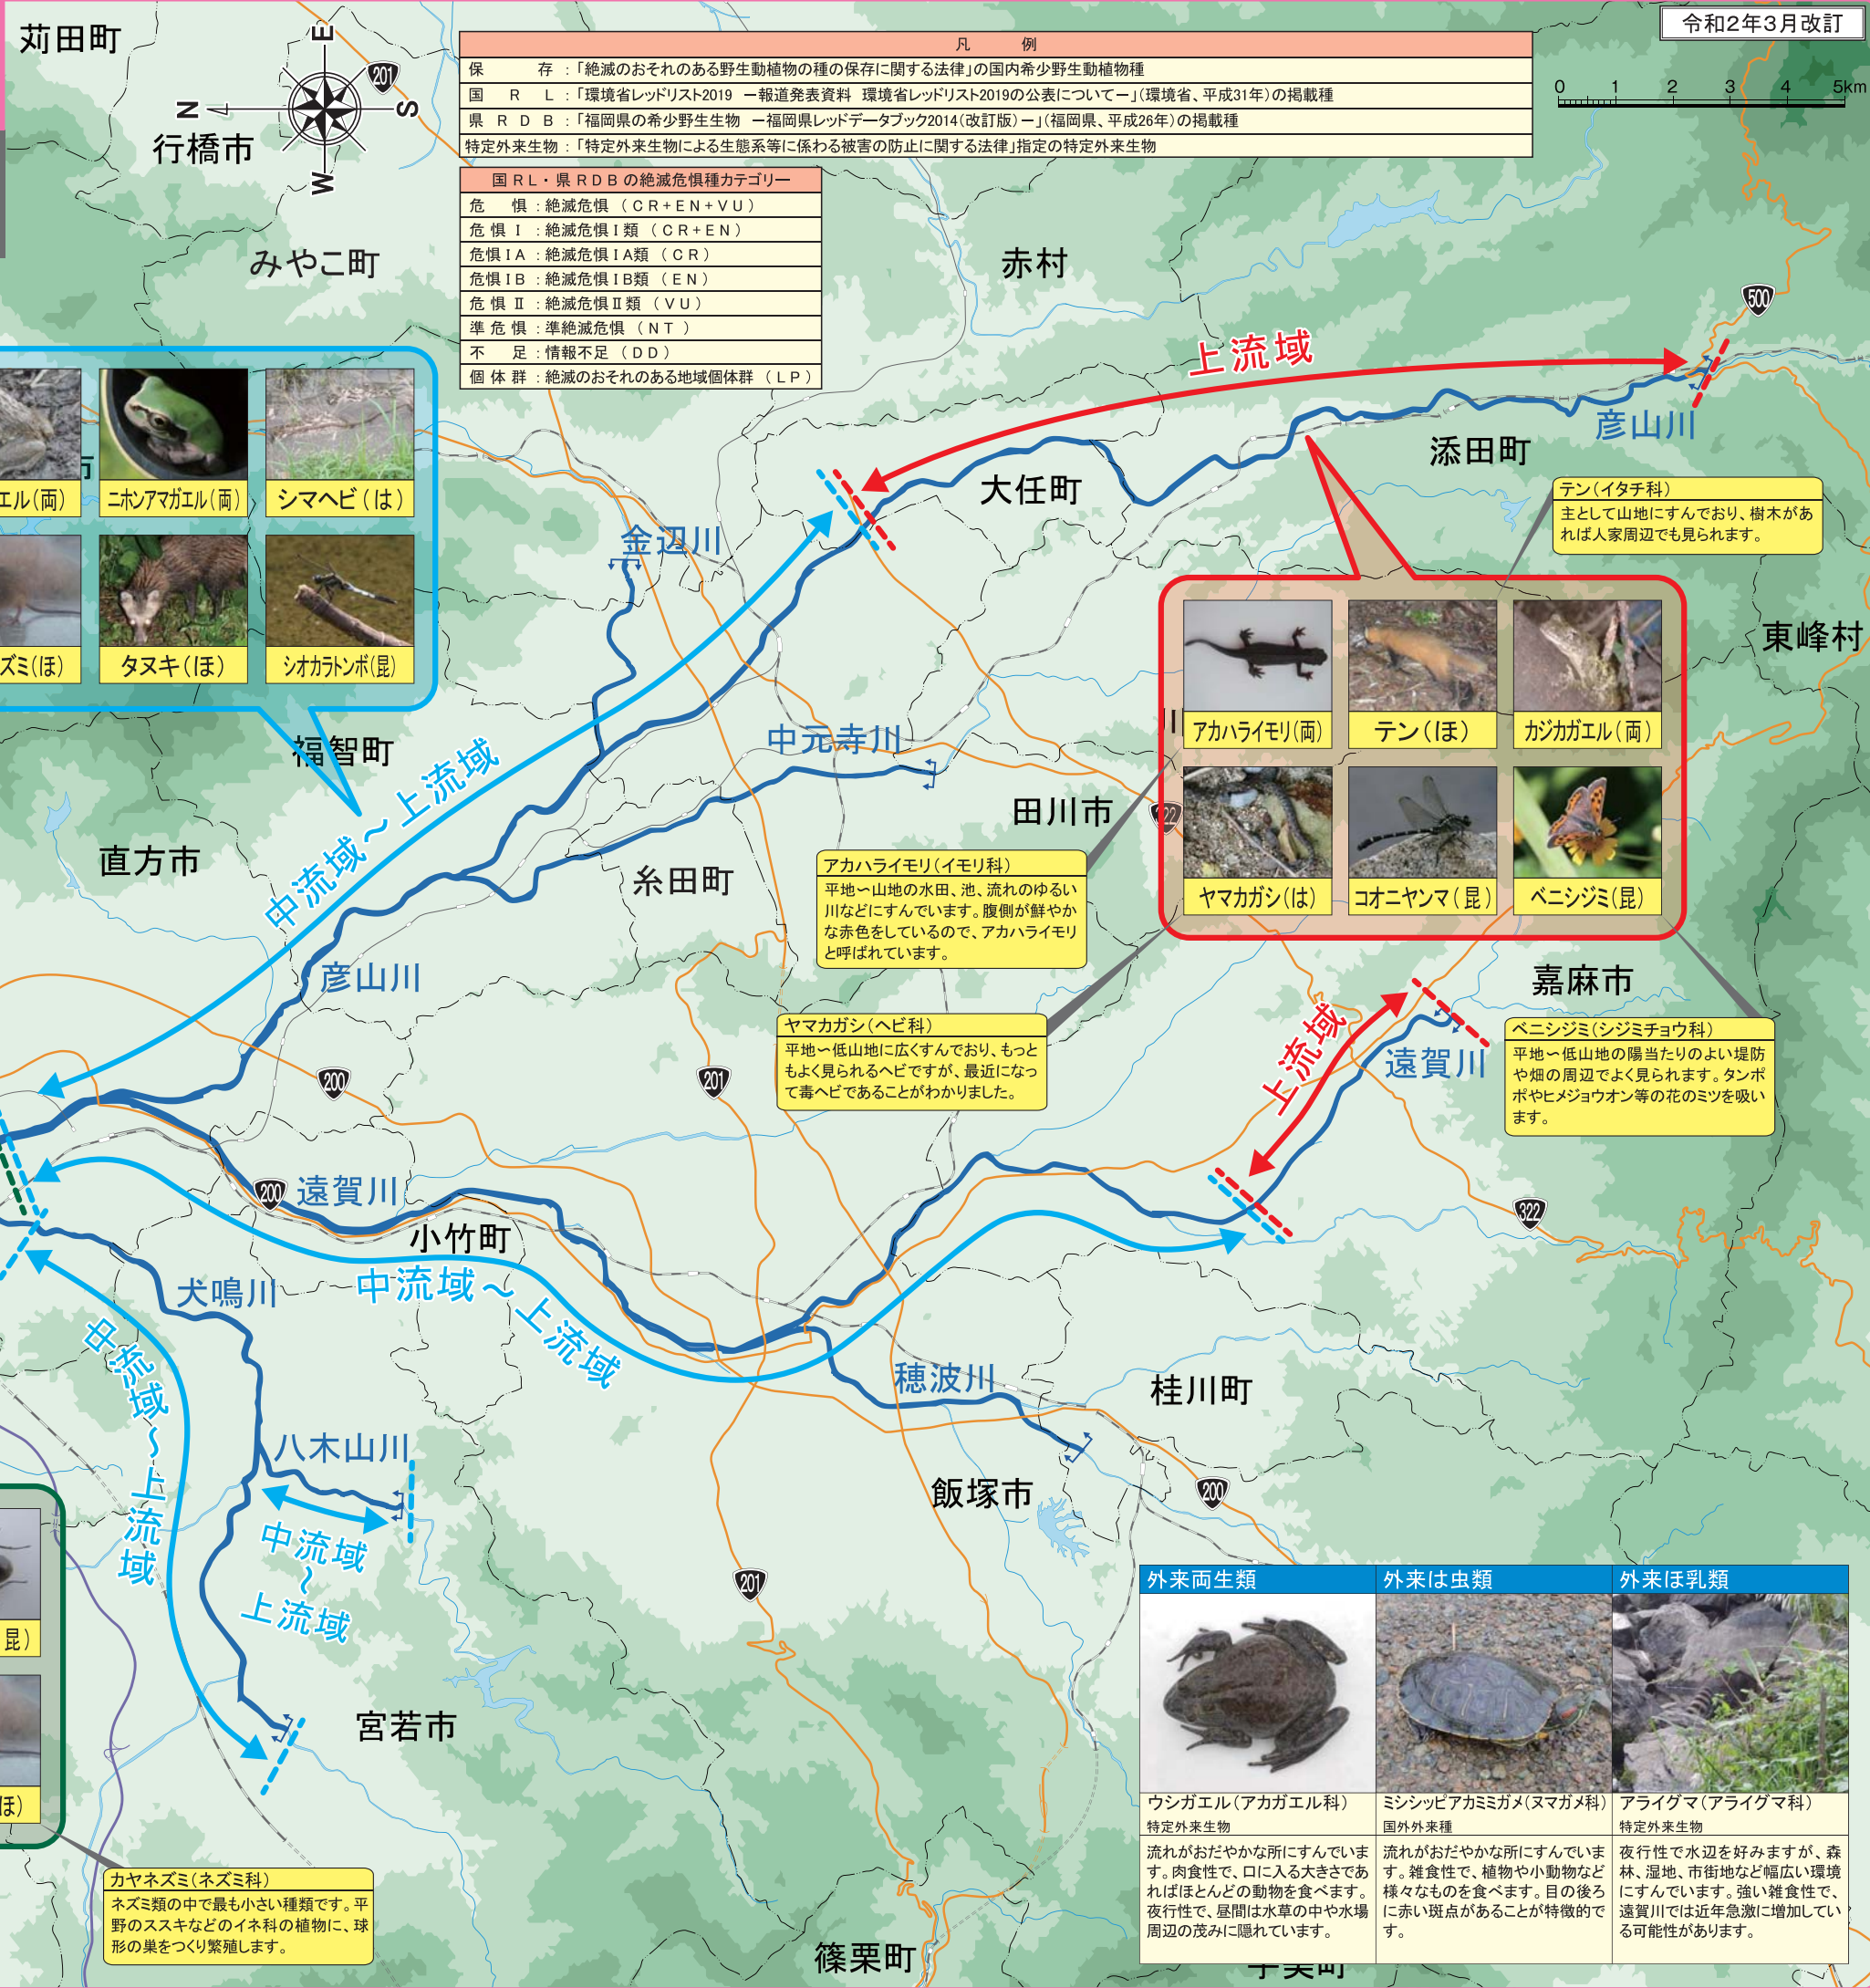 令和2年3月改訂
苅田町
行橋市
みやこ町
E
N
S
W
201
凡　例
保　存：「絶滅のおそれのある野生動植物の種の保存に関する法律」の国内希少野生動植物種
国ＲＬ：「環境省レッドリスト2019　ー報道発表資料　環境省レッドリスト2019の公表についてー」（環境省、平成31年）の掲載種
県ＲＤＢ：「福岡県の希少野生生物　ー福岡県レッドデータブック2014（改訂版）ー」（福岡県、平成26年）の掲載種
特定外来生物：「特定外来生物による生態系等に係わる被害の防止に関する法律」指定の特定外来生物
国ＲＬ・県ＲＤＢの絶滅危惧種カテゴリー
危　惧：絶滅危惧（ＣＲ+ＥＮ+ＶＵ）
危惧Ⅰ：絶滅危惧Ⅰ類（ＣＲ+ＥＮ）
危惧ⅠＡ：絶滅危惧ⅠＡ類（ＣＲ）
危惧ⅠＢ：絶滅危惧ⅠＢ類（ＥＮ）
危惧Ⅱ：絶滅危惧Ⅱ類（ＶＵ）
準危惧：準絶滅危惧（ＮＴ）
不　足：情報不足（ＤＤ）
個体群：絶滅のおそれのある地域個体群（ＬＰ）
0 1 2 3 4 5km
赤村
500
上流域
彦山川
添田町
大任町
金辺川
エル（両）
ニホンアマガエル（両）
シマヘビ（は）
ズミ（ほ）
タヌキ（ほ）
シオカラトンボ（昆）
市
テン（イタチ科）
主として山地にすんでおり、樹木があ
れば人家周辺でも見られます。
東峰村
アカハライモリ（両）
テン（ほ）
カジカガエル（両）
ヤマカガシ（は）
コオニヤンマ（昆）
ベニシジミ（昆）
福智町
中流域～上流域
中元寺川
田川市
322
直方市
糸田町
アカハライモリ（イモリ科）
平地～山地の水田、池、流れのゆるい
川などにすんでいます。腹側が鮮やか
な赤色をしているので、アカハライモリ
と呼ばれています。
彦山川
ヤマカガシ（ヘビ科）
平地～低山地に広くすんでおり、もっと
もよく見られるヘビですが、最近になっ
て毒ヘビであることがわかりました。
嘉麻市
上流域
遠賀川
ベニシジミ（シジミチョウ科）
平地～低山地の陽当たりのよい堤防
や畑の周辺でよく見られます。タンポ
ポやヒメジョウオン等の花のミツを吸い
ます。
200
201
200
遠賀川
小竹町
322
犬鳴川
中流域～上流域
中流域～上流域
穂波川
桂川町
八木山川
飯塚市
200
中流域
～
上流域
201
昆）
ほ）
宮若市
カヤネズミ（ネズミ科）
ネズミ類の中で最も小さい種類です。平
野のススキなどのイネ科の植物に、球
形の巣をつくり繁殖します。
篠栗町
外来両生類
ウシガエル（アカガエル科）
特定外来生物
流れがおだやかな所にすんでいま
す。肉食性で、口に入る大きさであ
ればほとんどの動物を食べます。
夜行性で、昼間は水草の中や水場
周辺の茂みに隠れています。
外来は虫類
ミシシッピアカミミガメ（ヌマガメ科）
国外外来種
流れがおだやかな所にすんでいま
す。雑食性で、植物や小動物など
様々なものを食べます。目の後ろ
に赤い斑点があることが特徴的で
す。
外来ほ乳類
アライグマ（アライグマ科）
特定外来生物
夜行性で水辺を好みますが、森
林、湿地、市街地など幅広い環境
にすんでいます。強い雑食性で、
遠賀川では近年急激に増加してい
る可能性があります。